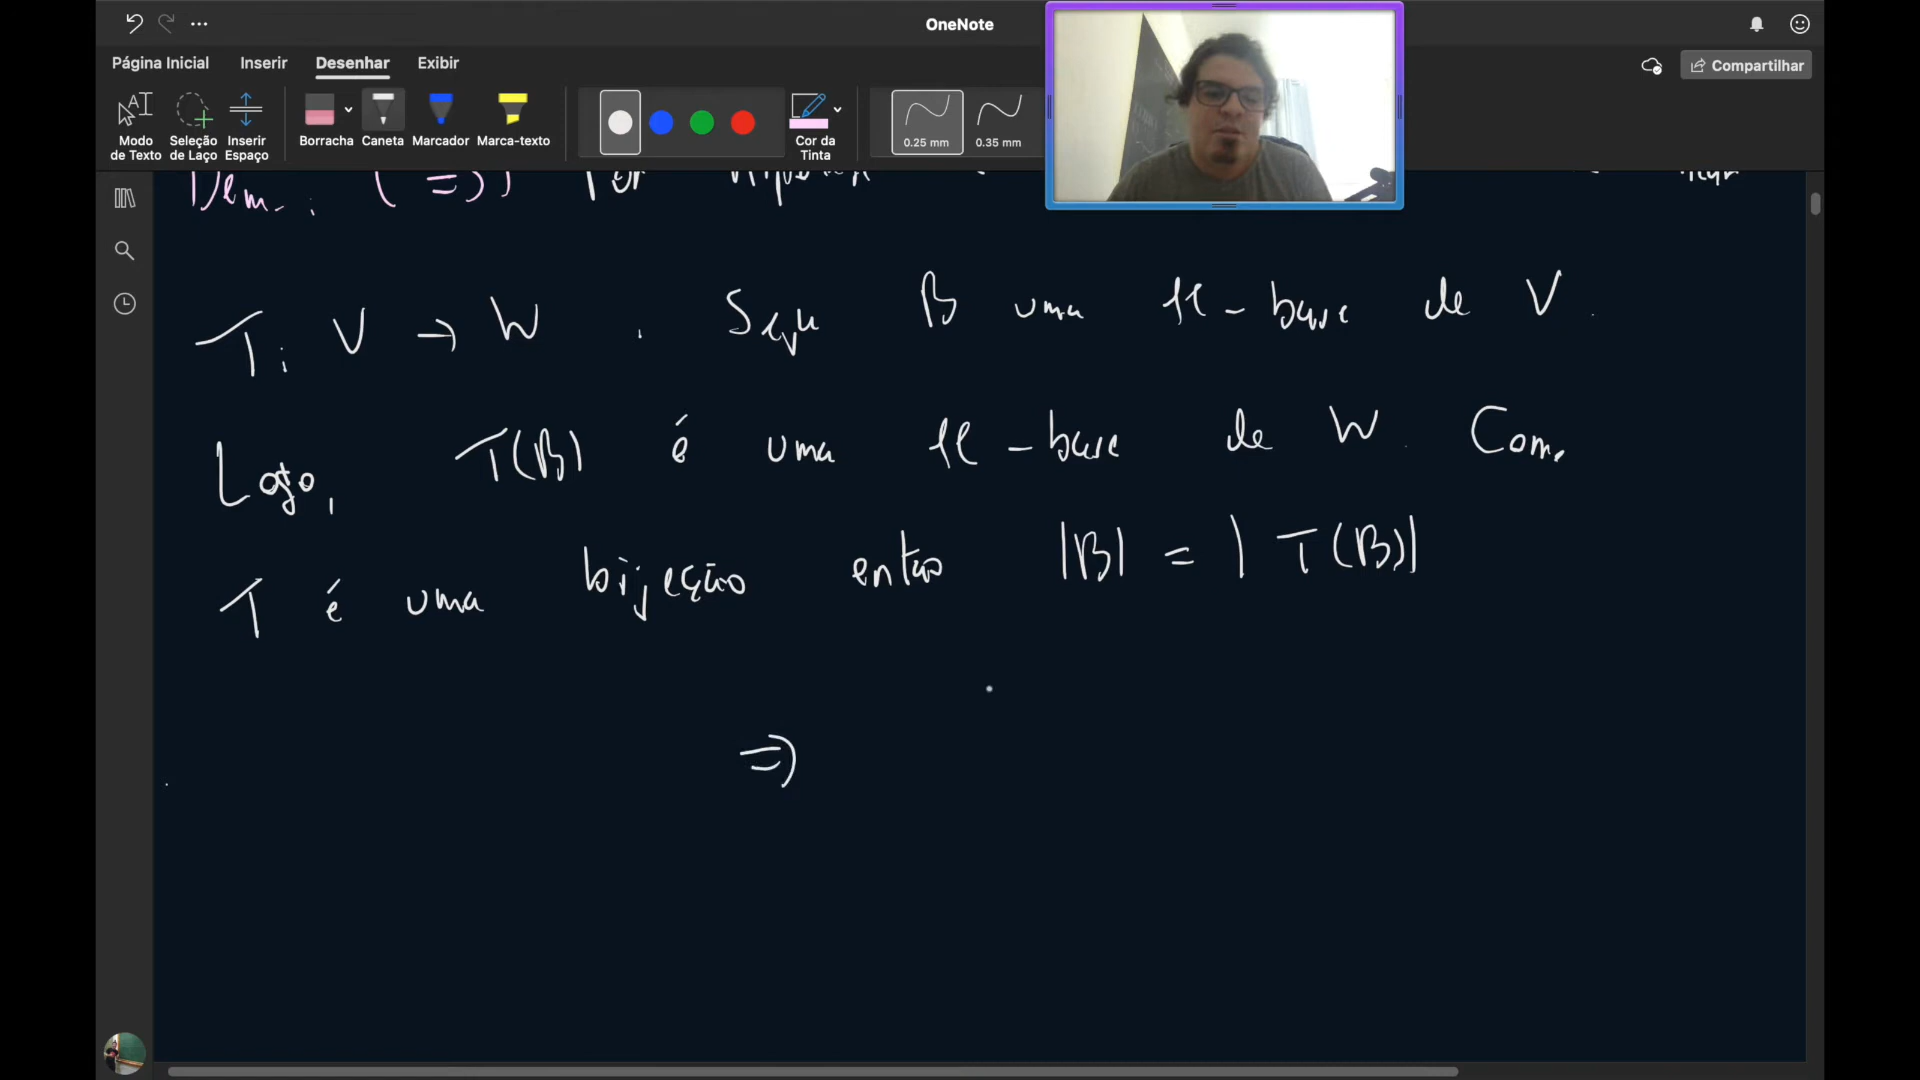 OneNote
Página Inicial Inserir Desenhar Exibir
Compartilhar
Modo de Texto Seleção de Laço Inserir Espaço Borracha Caneta Marcador Marca-texto Cor da Tinta 0.25 mm 0.35 mm
Dem.: (=>) Por
T: V → W . Seja B uma K-base de V.
Logo, T(B) é uma K-base de W. Como
T é uma bijeção então |B| = |T(B)|
=>